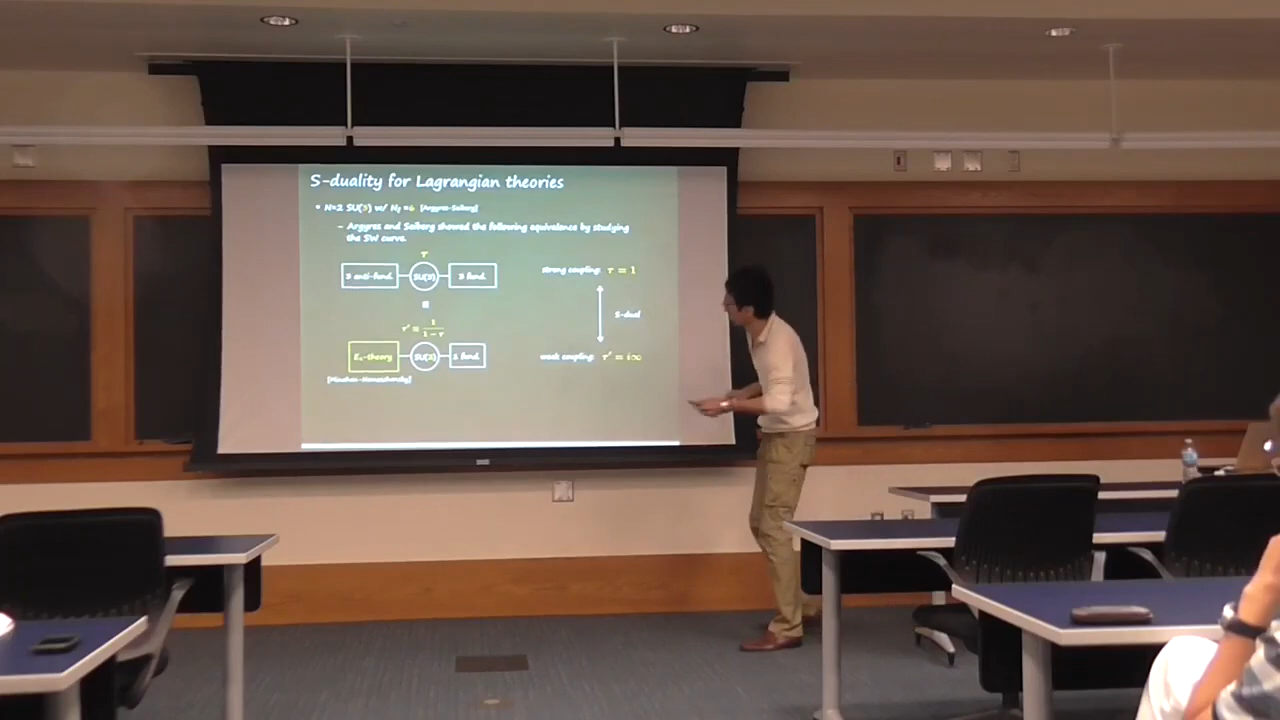 S-duality for Lagrangian theories
• N=2 SU(3) w/ Nf =6 [Argyres-Seiberg]
– Argyres and Seiberg showed the following equivalence by studying
the SW curve.
τ
3 anti-fund. SU(3) 3 fund.
strong coupling: τ = 1
=
S-dual
τ' = 1/(1 − τ)
E₆-theory SU(2) 1 fund.
weak coupling: τ' = i∞
[Minahan-Nemeschansky]